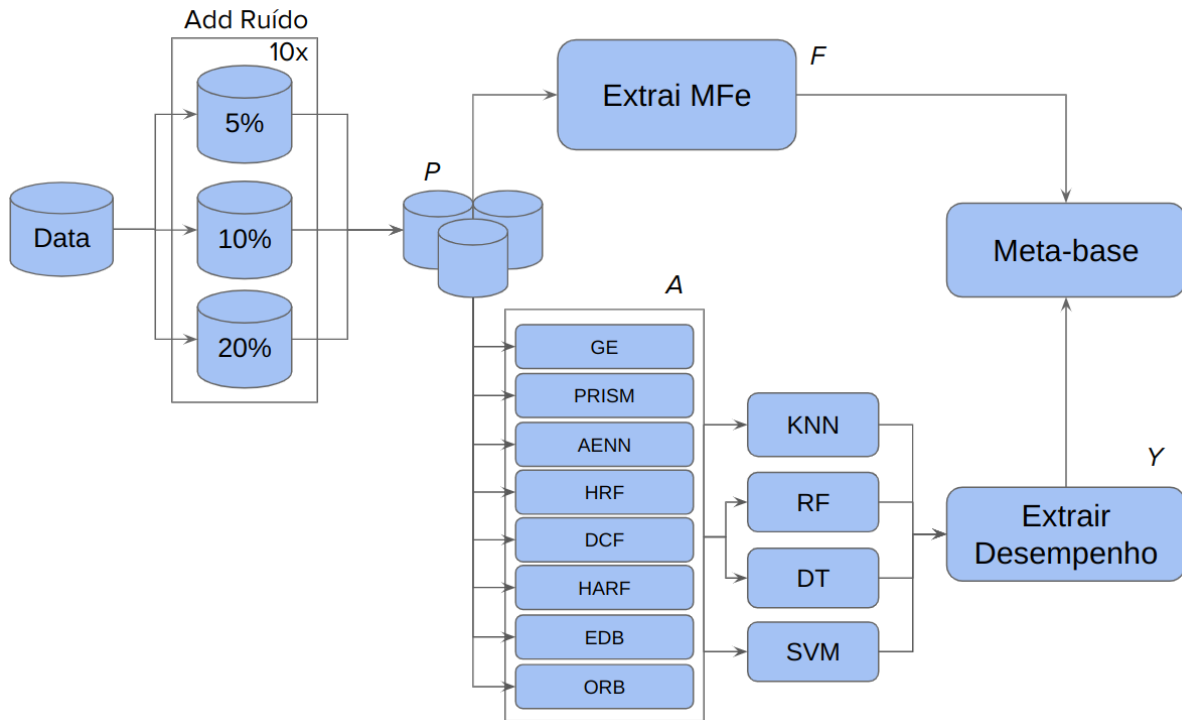 Add Ruído
10x
5%
10%
20%
Data
P
Extrai MFe
F
Meta-base
A
GE
PRISM
AENN
HRF
DCF
HARF
EDB
ORB
KNN
RF
DT
SVM
Y
Extrair
Desempenho